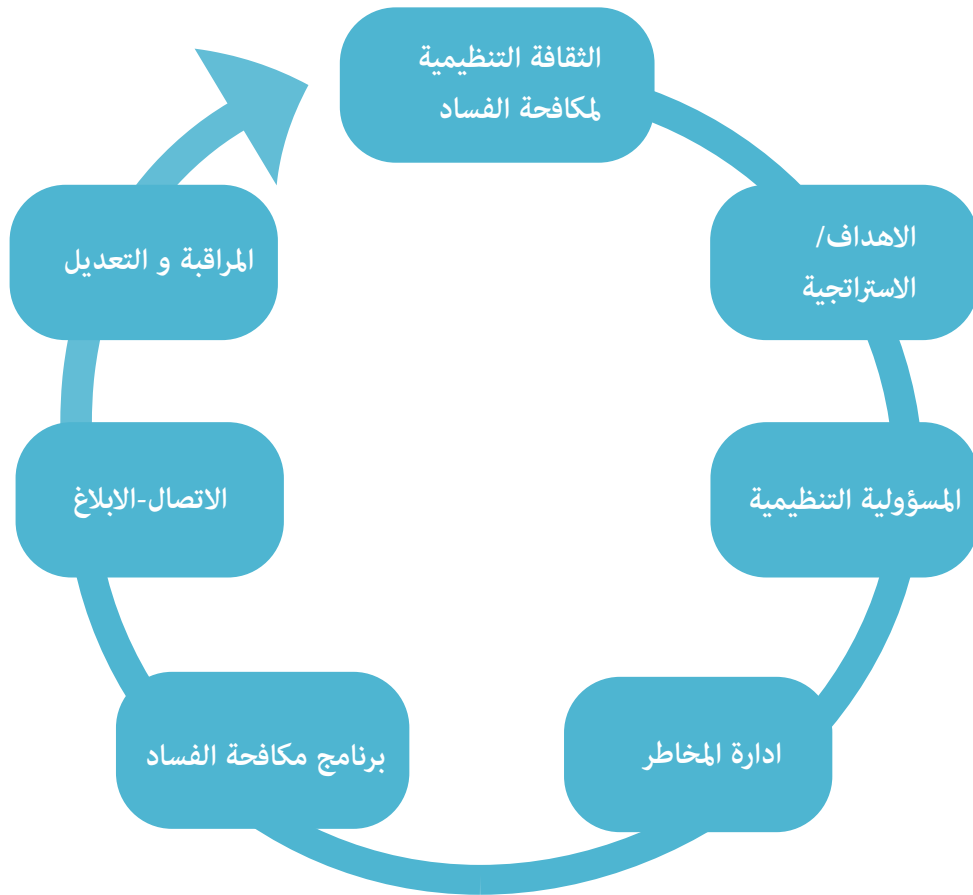 الثقافة التنظيمية
لمكافحة الفساد
الاهداف/
الاستراتجية
المسؤولية التنظيمية
ادارة المخاطر
برنامج مكافحة الفساد
الاتصال-الابلاغ
المراقبة و التعديل